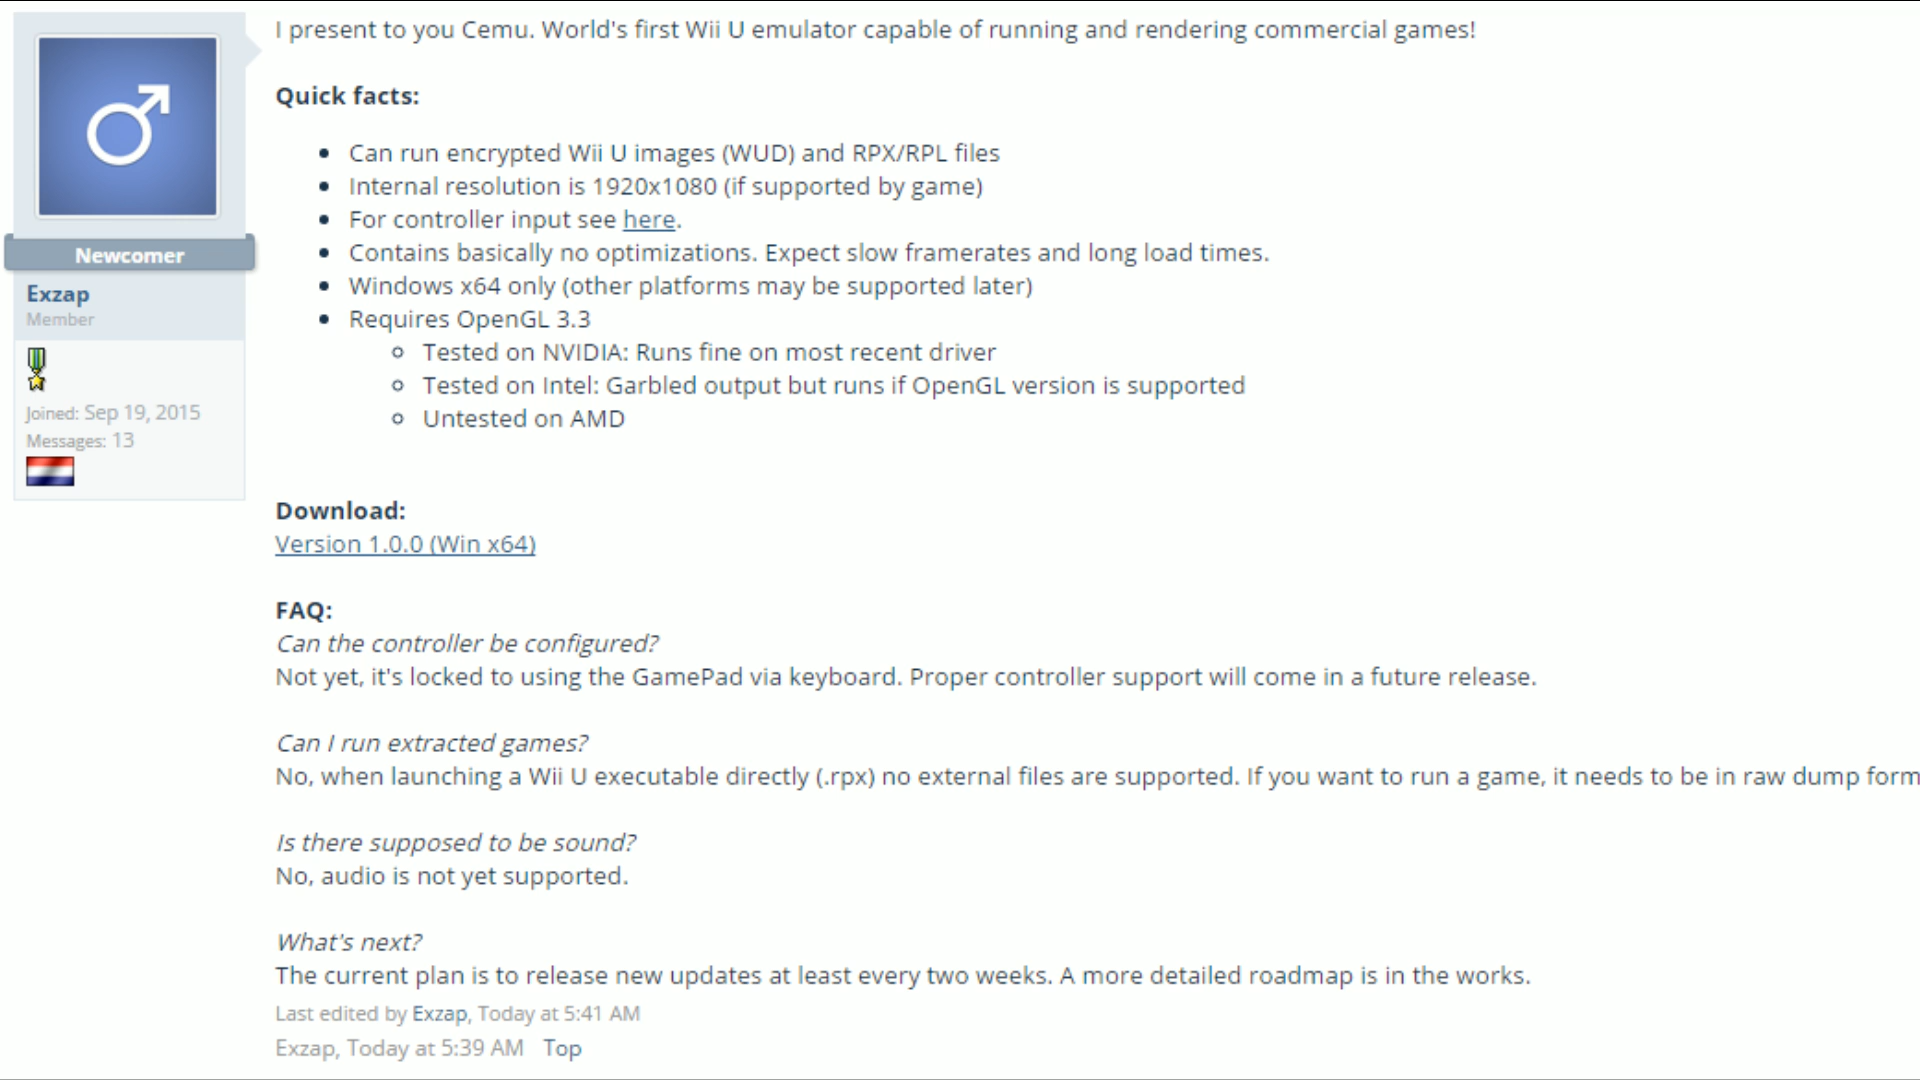 I present to you Cemu. World's first Wii U emulator capable of running and rendering commercial games!
Quick facts:
Can run encrypted Wii U images (WUD) and RPX/RPL files
Internal resolution is 1920x1080 (if supported by game)
For controller input see here.
Contains basically no optimizations. Expect slow framerates and long load times.
Windows x64 only (other platforms may be supported later)
Requires OpenGL 3.3
Tested on NVIDIA: Runs fine on most recent driver
Tested on Intel: Garbled output but runs if OpenGL version is supported
Untested on AMD
Newcomer
Exzap
Member
Joined: Sep 19, 2015
Messages: 13
Download:
Version 1.0.0 (Win x64)
FAQ:
Can the controller be configured?
Not yet, it's locked to using the GamePad via keyboard. Proper controller support will come in a future release.
Can I run extracted games?
No, when launching a Wii U executable directly (.rpx) no external files are supported. If you want to run a game, it needs to be in raw dump form
Is there supposed to be sound?
No, audio is not yet supported.
What's next?
The current plan is to release new updates at least every two weeks. A more detailed roadmap is in the works.
Last edited by Exzap, Today at 5:41 AM
Exzap, Today at 5:39 AM Top